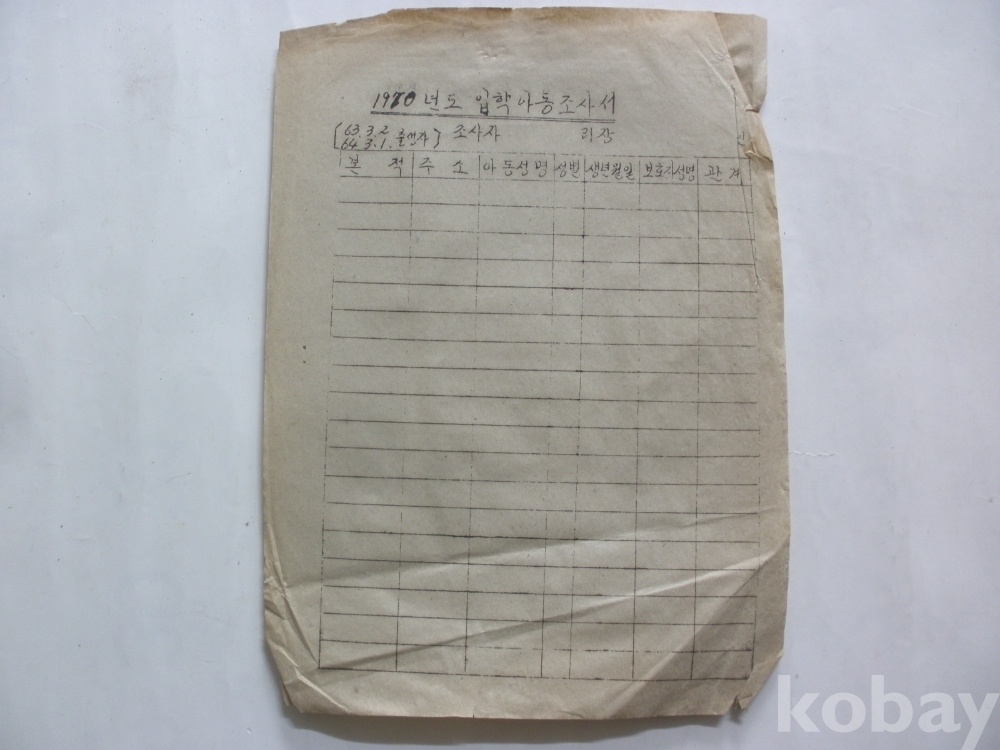 1970년도 입학아동조사서
[63.3.2. 64.3.1. 출생자] 조사자 리장 인
본 적 주 소 아동성명 성별 생년월일 보호자성명 관계
kobay